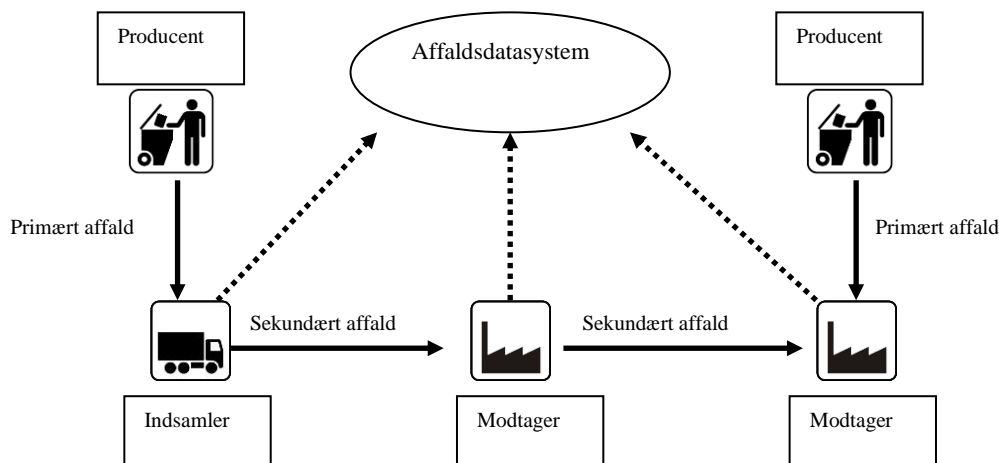 Producent
Affaldsdatasystem
Producent
Primært affald
Primært affald
Sekundært affald
Sekundært affald
Indsamler
Modtager
Modtager